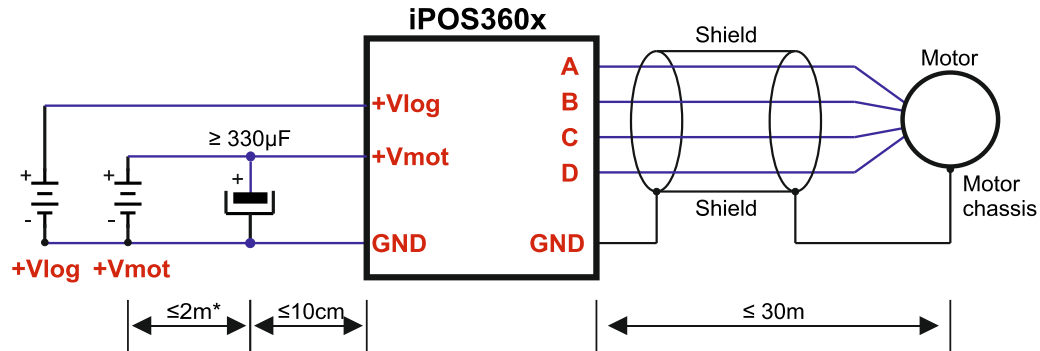 iPOS360x
Shield
Motor
A
+Vlog
B
≥ 330µF
C
+Vmot
D
+
+
+
-
-
Shield
Motor
chassis
GND
GND
+Vlog
+Vmot
≤2m*
≤10cm
≤ 30m